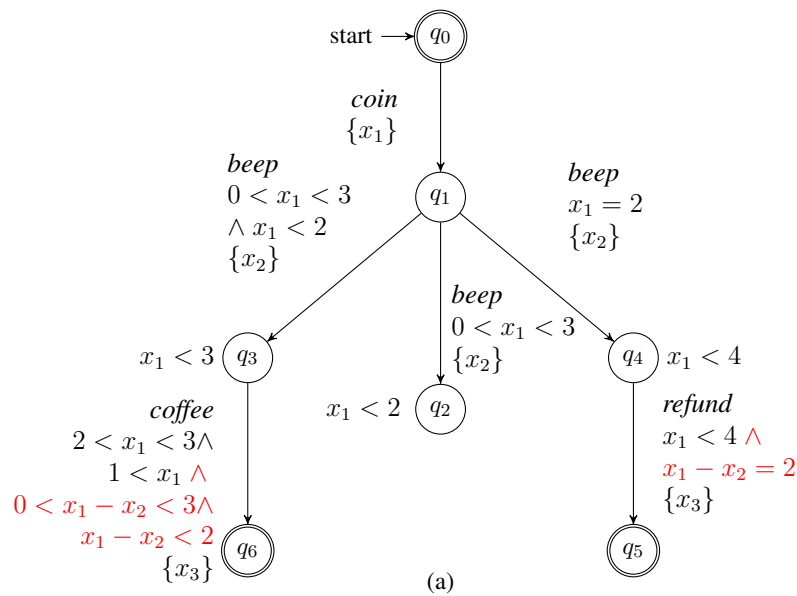 start
q₀
coin
{x₁}
beep
0 < x₁ < 3
∧ x₁ < 2
{x₂}
q₁
beep
x₁ = 2
{x₂}
beep
0 < x₁ < 3
{x₂}
x₁ < 3
q₃
x₁ < 2
q₂
q₄
x₁ < 4
coffee
2 < x₁ < 3∧
1 < x₁ ∧
0 < x₁ − x₂ < 3∧
x₁ − x₂ < 2
{x₃}
q₆
refund
x₁ < 4 ∧
x₁ − x₂ = 2
{x₃}
q₅
(a)